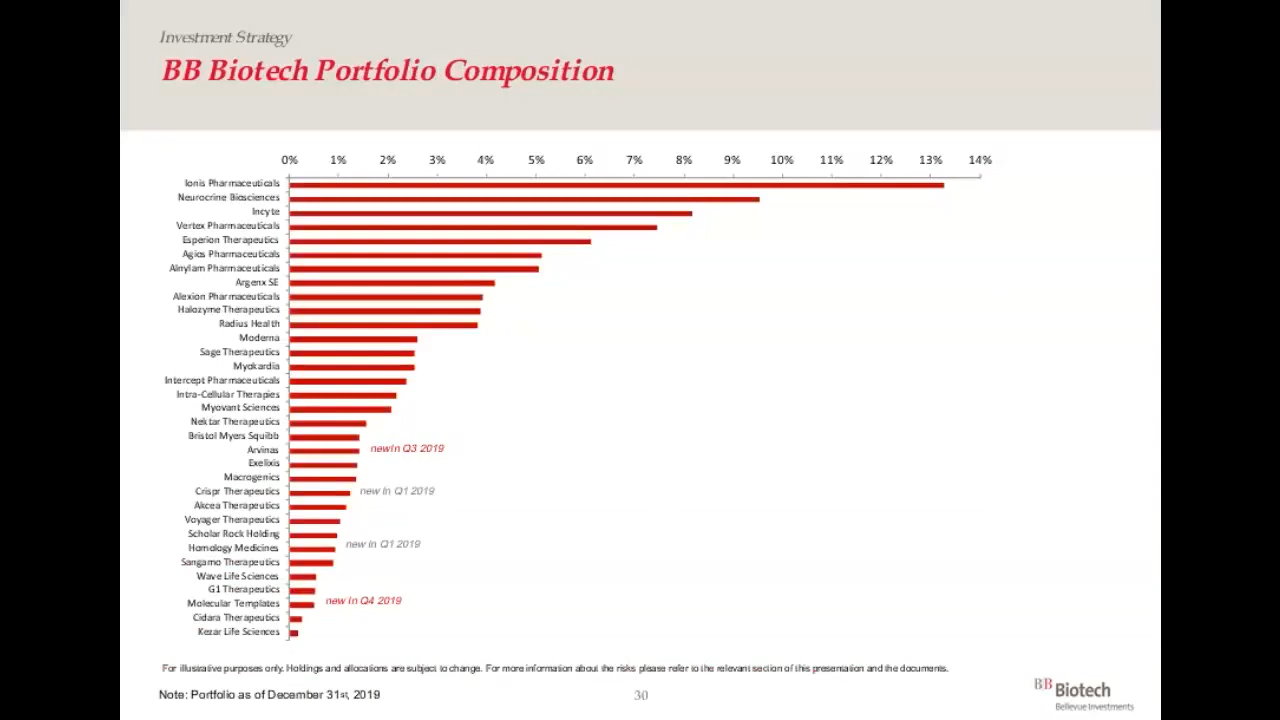 Investment Strategy
BB Biotech Portfolio Composition
0% 1% 2% 3% 4% 5% 6% 7% 8% 9% 10% 11% 12% 13% 14%
Ionis Pharmaceuticals
Neurocrine Biosciences
Incyte
Vertex Pharmaceuticals
Esperion Therapeutics
Agios Pharmaceuticals
Alnylam Pharmaceuticals
Argenx SE
Alexion Pharmaceuticals
Halozyme Therapeutics
Radius Health
Moderna
Sage Therapeutics
Myokardia
Intercept Pharmaceuticals
Intra-Cellular Therapies
Myovant Sciences
Nektar Therapeutics
Bristol Myers Squibb
Arvinas newIn Q3 2019
Exelixis
Macrogenics
Crispr Therapeutics new In Q1 2019
Akcea Therapeutics
Voyager Therapeutics
Scholar Rock Holding
Homology Medicines new In Q1 2019
Sangamo Therapeutics
Wave Life Sciences
G1 Therapeutics
Molecular Templates new In Q4 2019
Cidara Therapeutics
Kezar Life Sciences
For illustrative purposes only. Holdings and allocations are subject to change. For more information about the risks please refer to the relevant section of this presentation and the documents.
Note: Portfolio as of December 31st, 2019
30
BB Biotech
Bellevue Investments